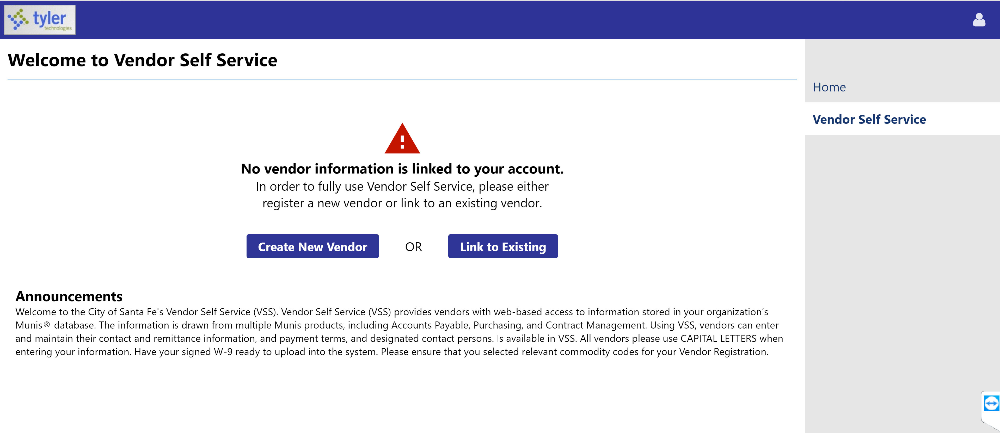 tyler
technologies
Welcome to Vendor Self Service
Home
Vendor Self Service
No vendor information is linked to your account.
In order to fully use Vendor Self Service, please either
register a new vendor or link to an existing vendor.
Create New Vendor OR Link to Existing
Announcements
Welcome to the City of Santa Fe's Vendor Self Service (VSS). Vendor Self Service (VSS) provides vendors with web-based access to information stored in your organization’s
Munis® database. The information is drawn from multiple Munis products, including Accounts Payable, Purchasing, and Contract Management. Using VSS, vendors can enter
and maintain their contact and remittance information, and payment terms, and designated contact persons. Is available in VSS. All vendors please use CAPITAL LETTERS when
entering your information. Have your signed W-9 ready to upload into the system. Please ensure that you selected relevant commodity codes for your Vendor Registration.